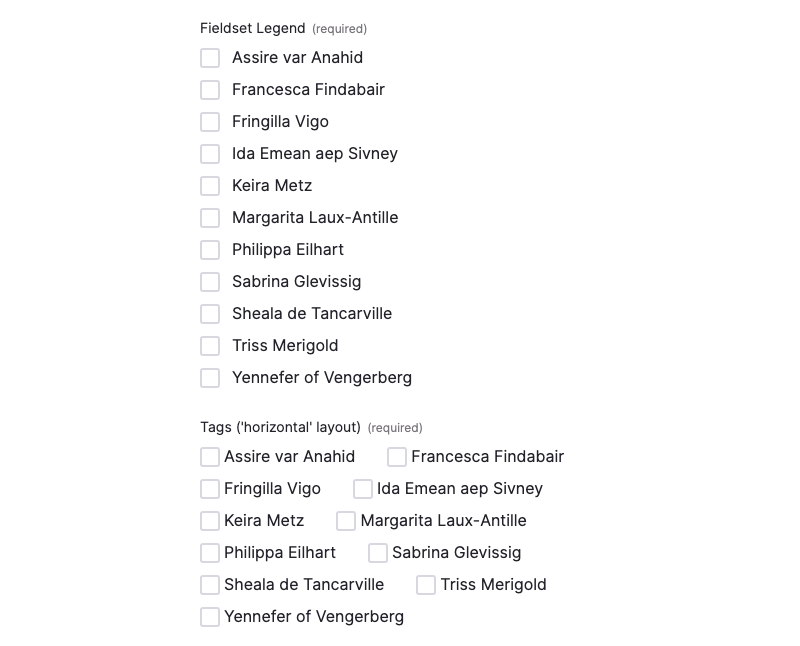 Fieldset Legend (required)
Assire var Anahid
Francesca Findabair
Fringilla Vigo
Ida Emean aep Sivney
Keira Metz
Margarita Laux-Antille
Philippa Eilhart
Sabrina Glevissig
Sheala de Tancarville
Triss Merigold
Yennefer of Vengerberg
Tags ('horizontal' layout) (required)
Assire var Anahid Francesca Findabair
Fringilla Vigo Ida Emean aep Sivney
Keira Metz Margarita Laux-Antille
Philippa Eilhart Sabrina Glevissig
Sheala de Tancarville Triss Merigold
Yennefer of Vengerberg